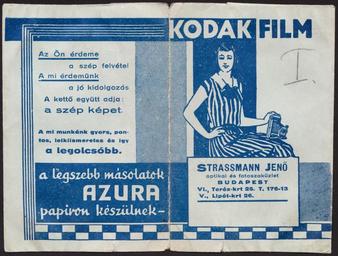 KODAK FILM
I.
Az Ön érdeme
a szép felvétel
A mi érdemünk
a jó kidolgozás
A kettő együtt adja:
a szép képet
A mi munkánk gyors, pon-
tos, lelkiismeretes és így
a legolcsóbb.
a legszebb másolatok
AZURA
papiron készülnek—
STRASSMANN JENŐ
optikai és fotoszaküzlet
BUDAPEST
VI., Teréz-krt 25. T. 176-13
V., Lipót-krt 26.